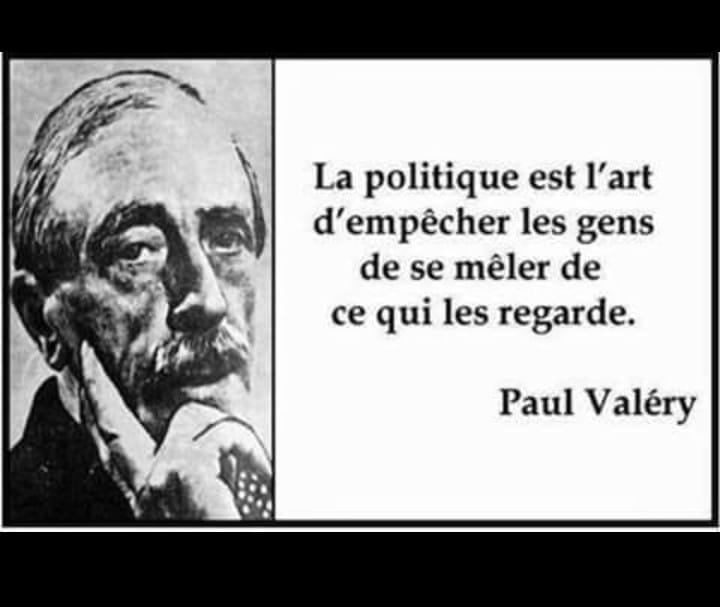 La politique est l'art
d'empêcher les gens
de se mêler de
ce qui les regarde.
Paul Valéry